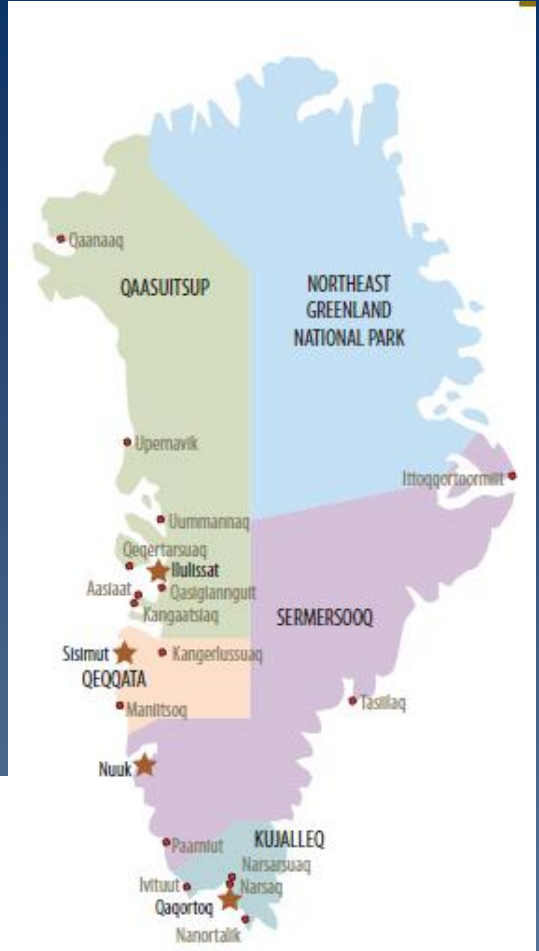 Qaanaaq
QAASUITSUP
NORTHEAST
GREENLAND
NATIONAL PARK
Upernavik
Ittoqqortoormiit
Uummannaq
Qeqertarsuaq
Ilulissat
Aasiaat
Qasigiannguit
Kangaatsiaq
SERMERSOOQ
Sisimut
Kangerlussuaq
QEQQATA
Maniitsoq
Tasiilaq
Nuuk
Paamiut
KUJALLEQ
Narsarsuaq
Ivituut
Narsaq
Qaqortoq
Nanortalik